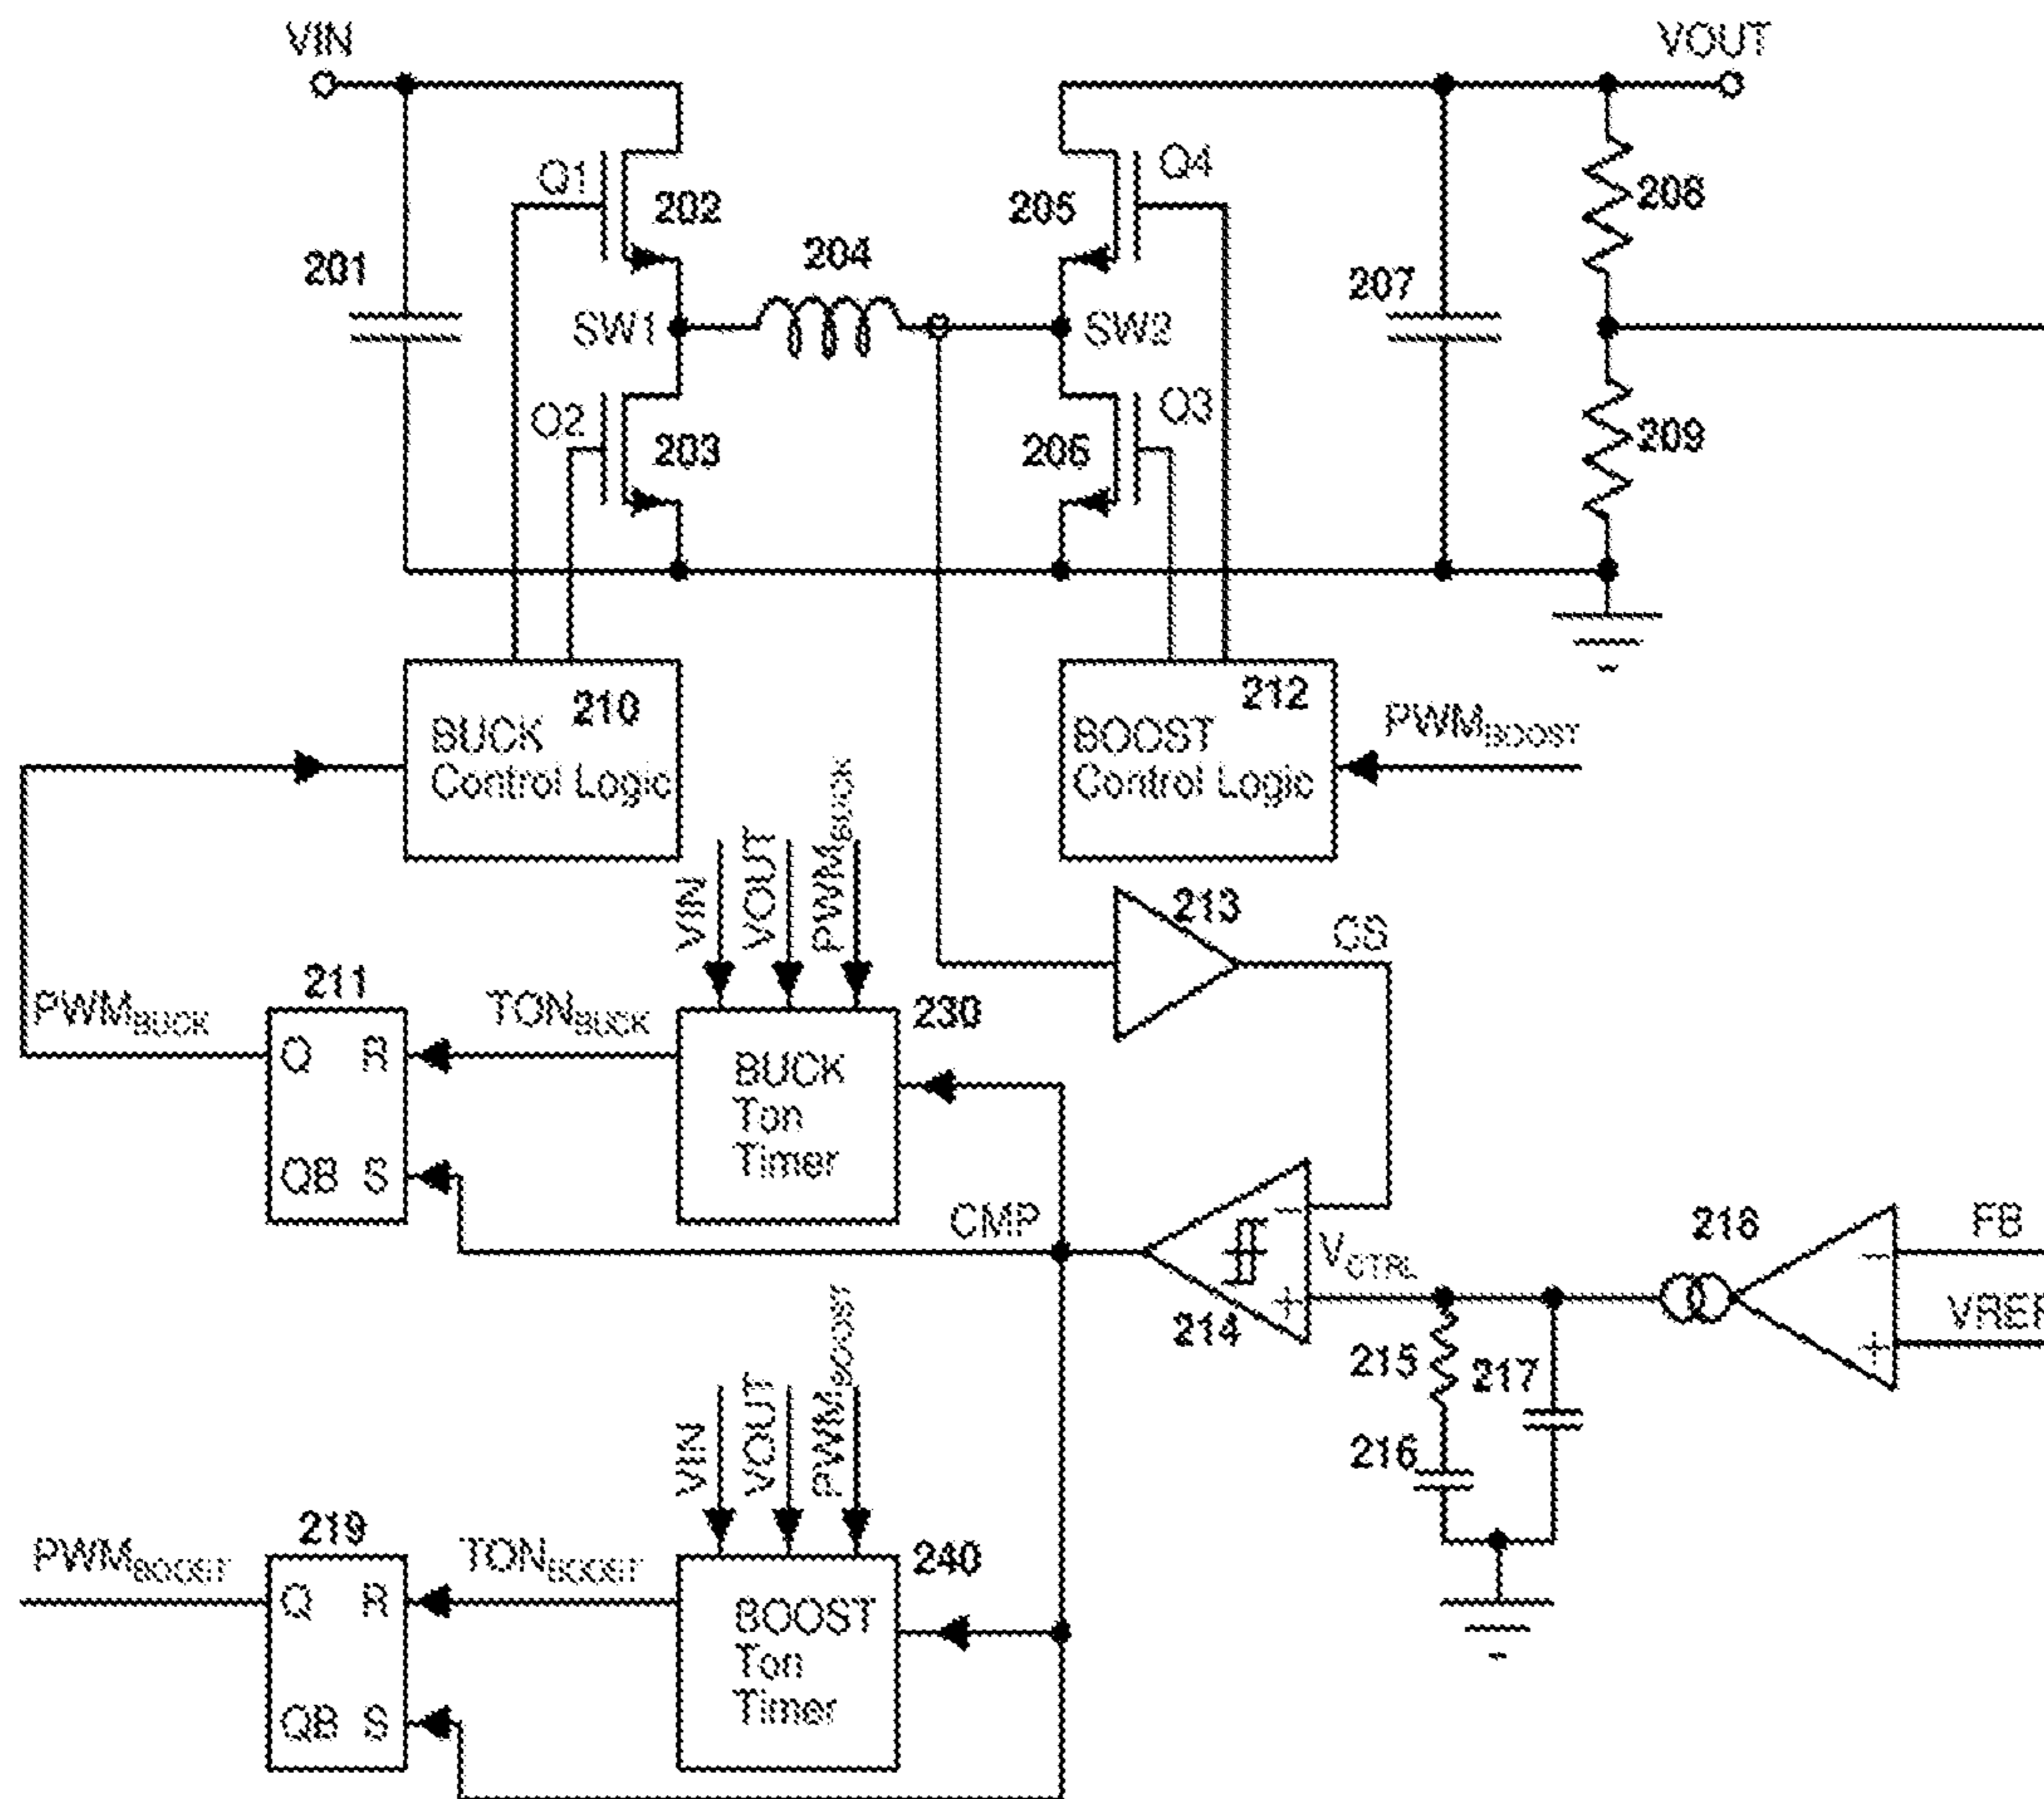 VIN
VOUT
Q1
202
Q4
205
208
201
204
207
SW1
SW2
Q2
203
Q3
206
209
210
BUCK
Control Logic
212
BOOST
Control Logic
PWMBOOST
VIN
VOUT
PWMBUCK
213
CS
211
PWMBUCK
Q R
QB S
TONBUCK
230
BUCK
Ton
Timer
CMP
VCTRL
−
+
214
218
FB
VREF
−
+
215
217
216
VIN
VOUT
PWMBOOST
219
PWMBOOST
Q R
QB S
TONBOOST
240
BOOST
Ton
Timer